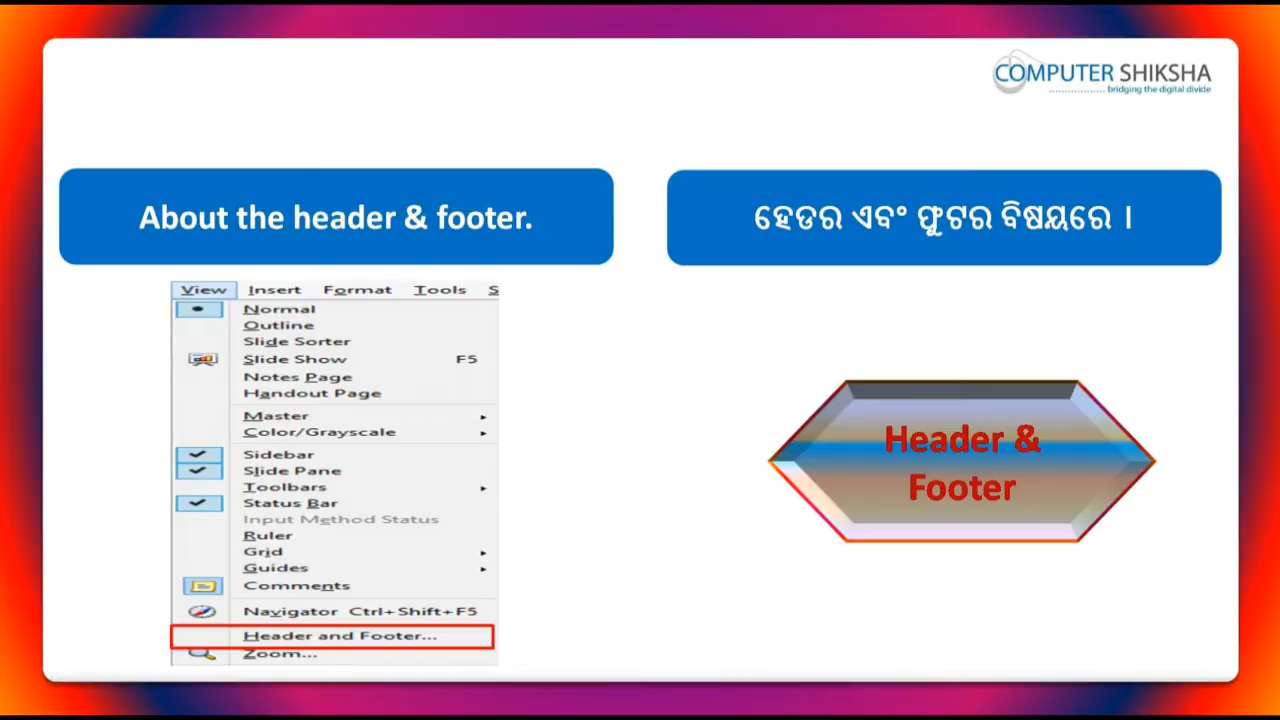 COMPUTER SHIKSHA
bridging the digital divide
About the header & footer.
ହେଡର ଏବଂ ଫୁଟର ବିଷୟରେ ।
View Insert Format Tools S
Normal
Outline
Slide Sorter
Slide Show F5
Notes Page
Handout Page
Master
Color/Grayscale
Sidebar
Slide Pane
Toolbars
Status Bar
Input Method Status
Ruler
Grid
Guides
Comments
Navigator Ctrl+Shift+F5
Header and Footer...
Zoom...
Header &
Footer